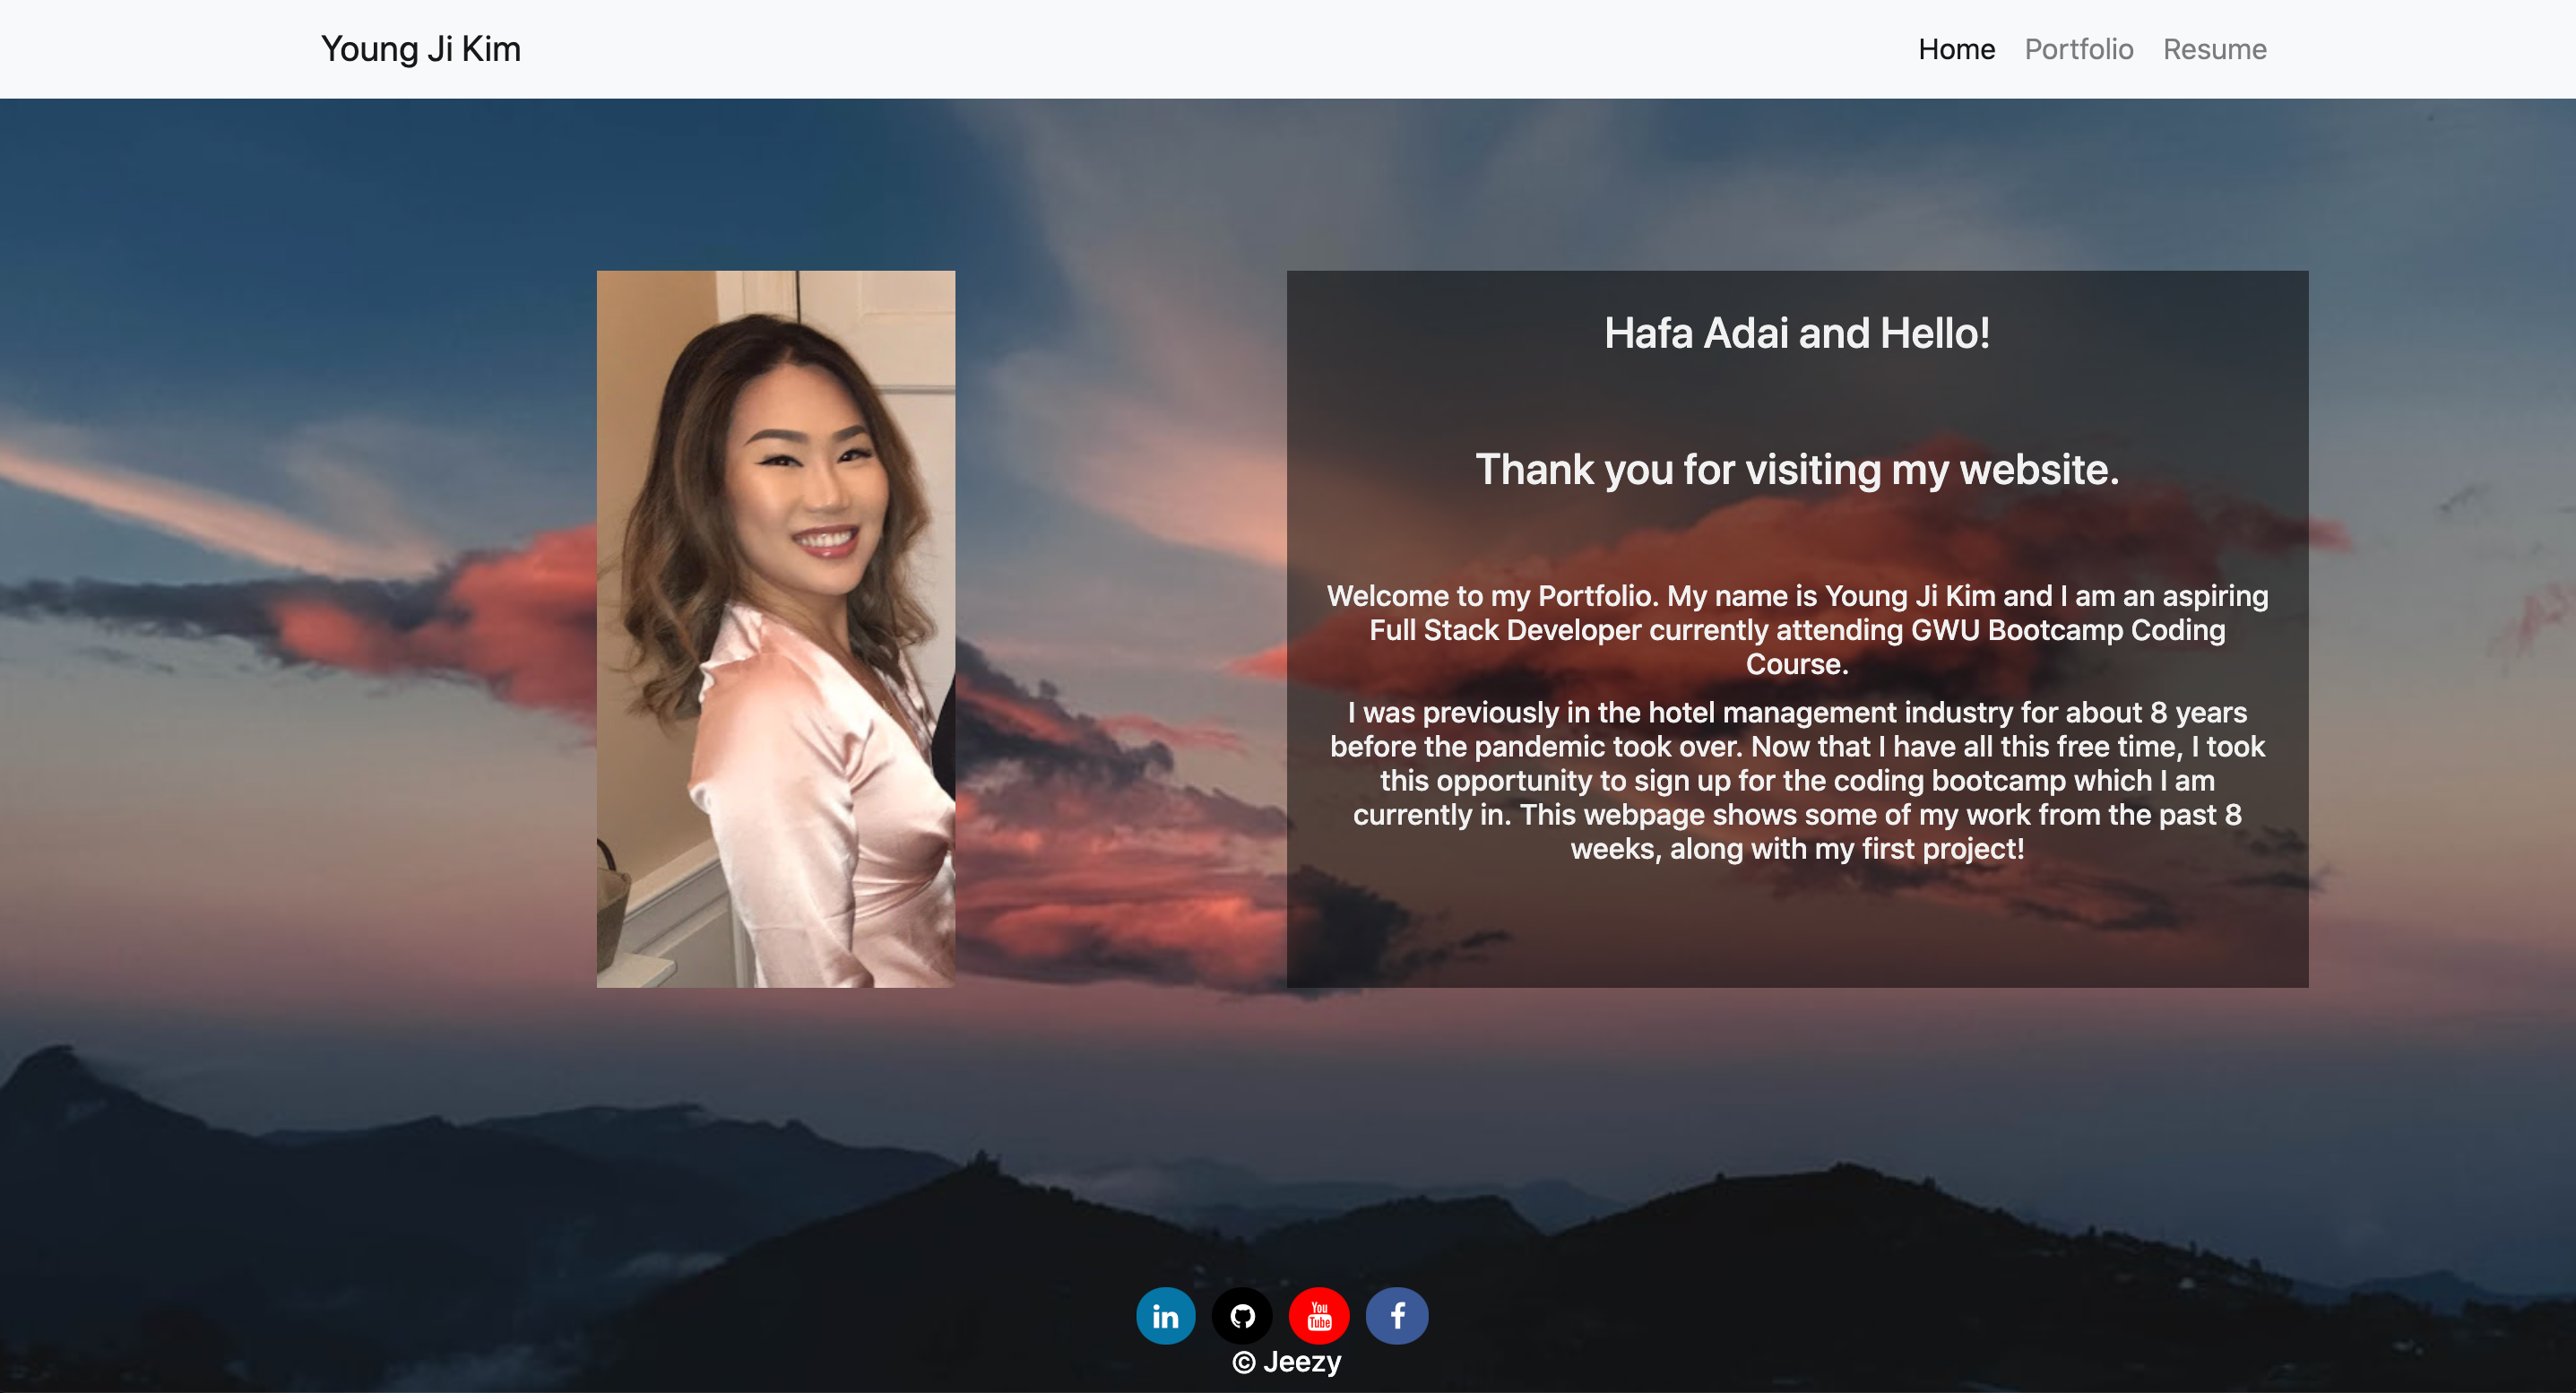 Young Ji Kim
Home Portfolio Resume
Hafa Adai and Hello!
Thank you for visiting my website.
Welcome to my Portfolio. My name is Young Ji Kim and I am an aspiring
Full Stack Developer currently attending GWU Bootcamp Coding
Course.
I was previously in the hotel management industry for about 8 years
before the pandemic took over. Now that I have all this free time, I took
this opportunity to sign up for the coding bootcamp which I am
currently in. This webpage shows some of my work from the past 8
weeks, along with my first project!
in
You
Tube
f
© Jeezy